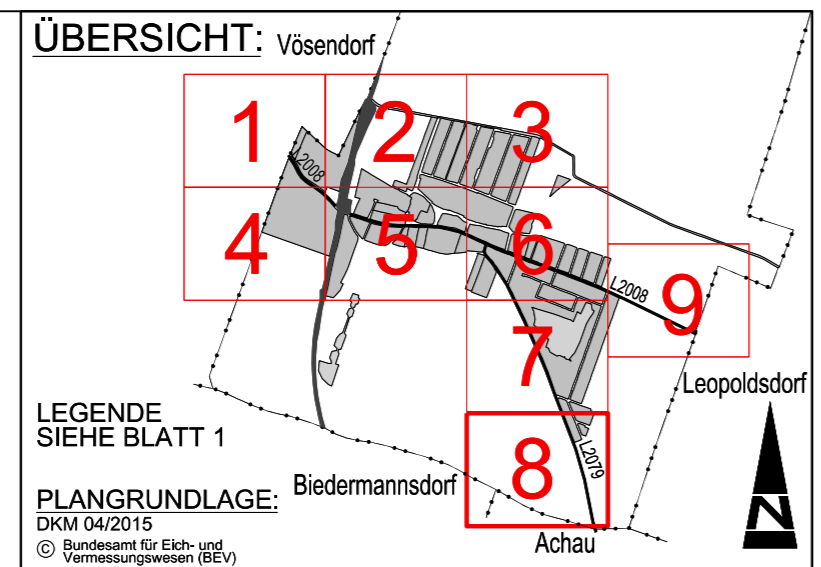 ÜBERSICHT:
Vösendorf
1
2
3
L2008
4
5
6
L2008
9
7
Leopoldsdorf
LEGENDE
SIEHE BLATT 1
8
L2079
Biedermannsdorf
PLANGRUNDLAGE:
DKM 04/2015
© Bundesamt für Eich- und
Vermessungswesen (BEV)
Achau
N